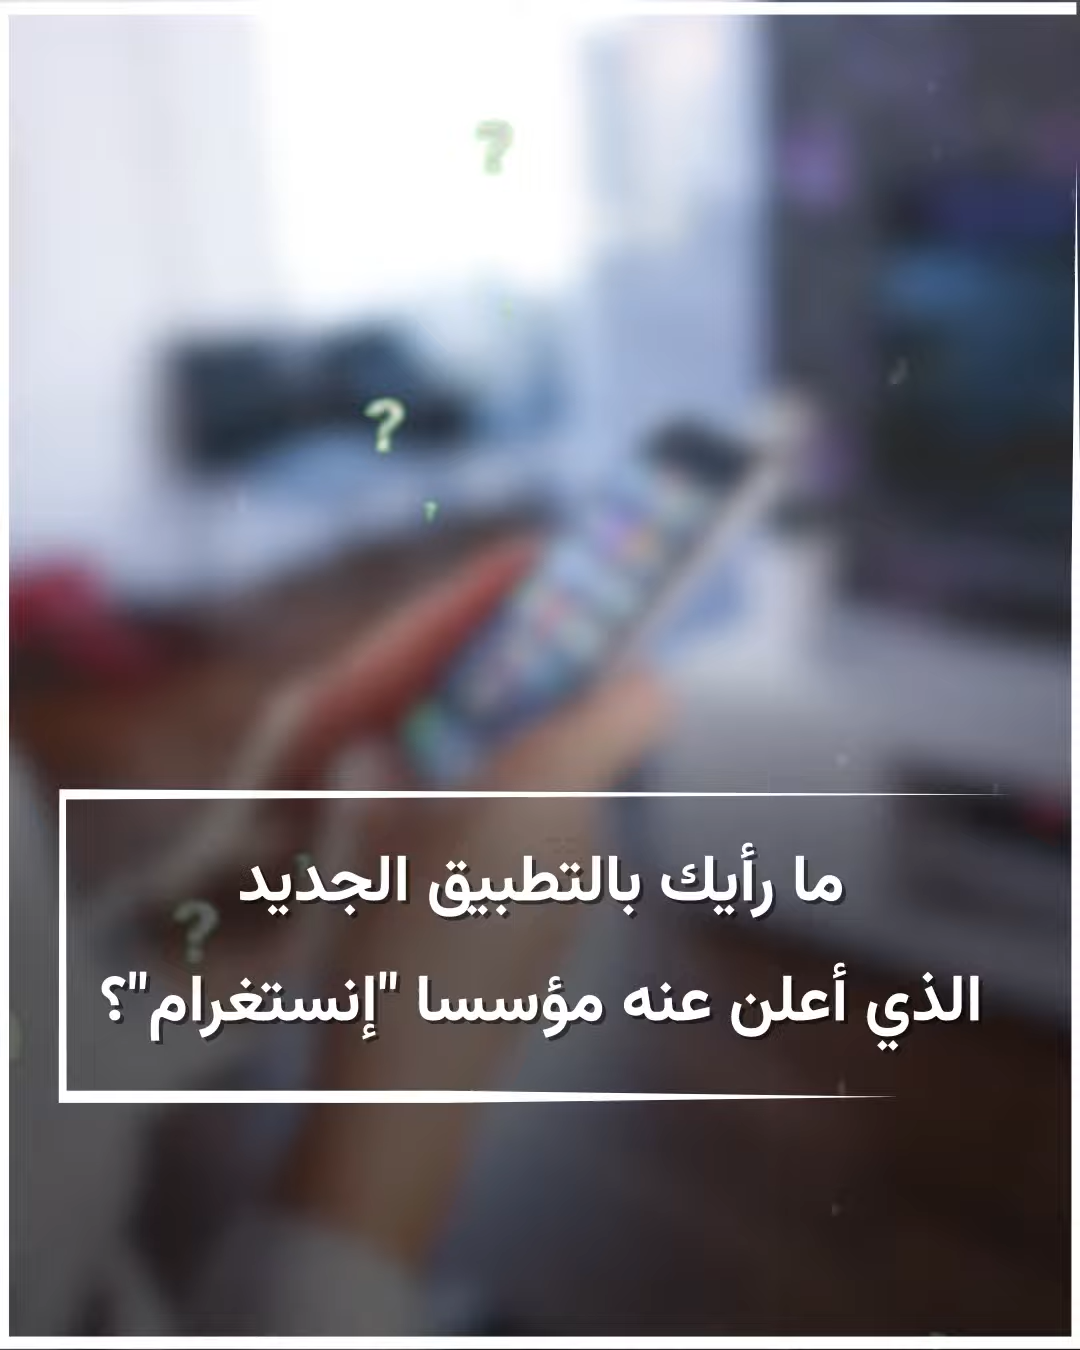 ما رأيك بالتطبيق الجديد
الذي أعلن عنه مؤسسا "إنستغرام"؟